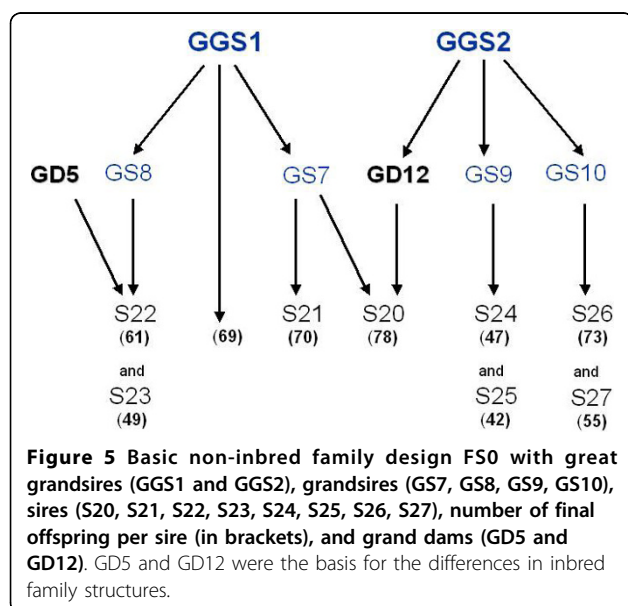 GGS1 GGS2
GD5 GS8 GS7 GD12 GS9 GS10
S22 S21 S20 S24 S26
(61) (69) (70) (78) (47) (73)
and and and
S23 S25 S27
(49) (42) (55)
Figure 5 Basic non-inbred family design FS0 with great
grandsires (GGS1 and GGS2), grandsires (GS7, GS8, GS9, GS10),
sires (S20, S21, S22, S23, S24, S25, S26, S27), number of final
offspring per sire (in brackets), and grand dams (GD5 and
GD12). GD5 and GD12 were the basis for the differences in inbred
family structures.